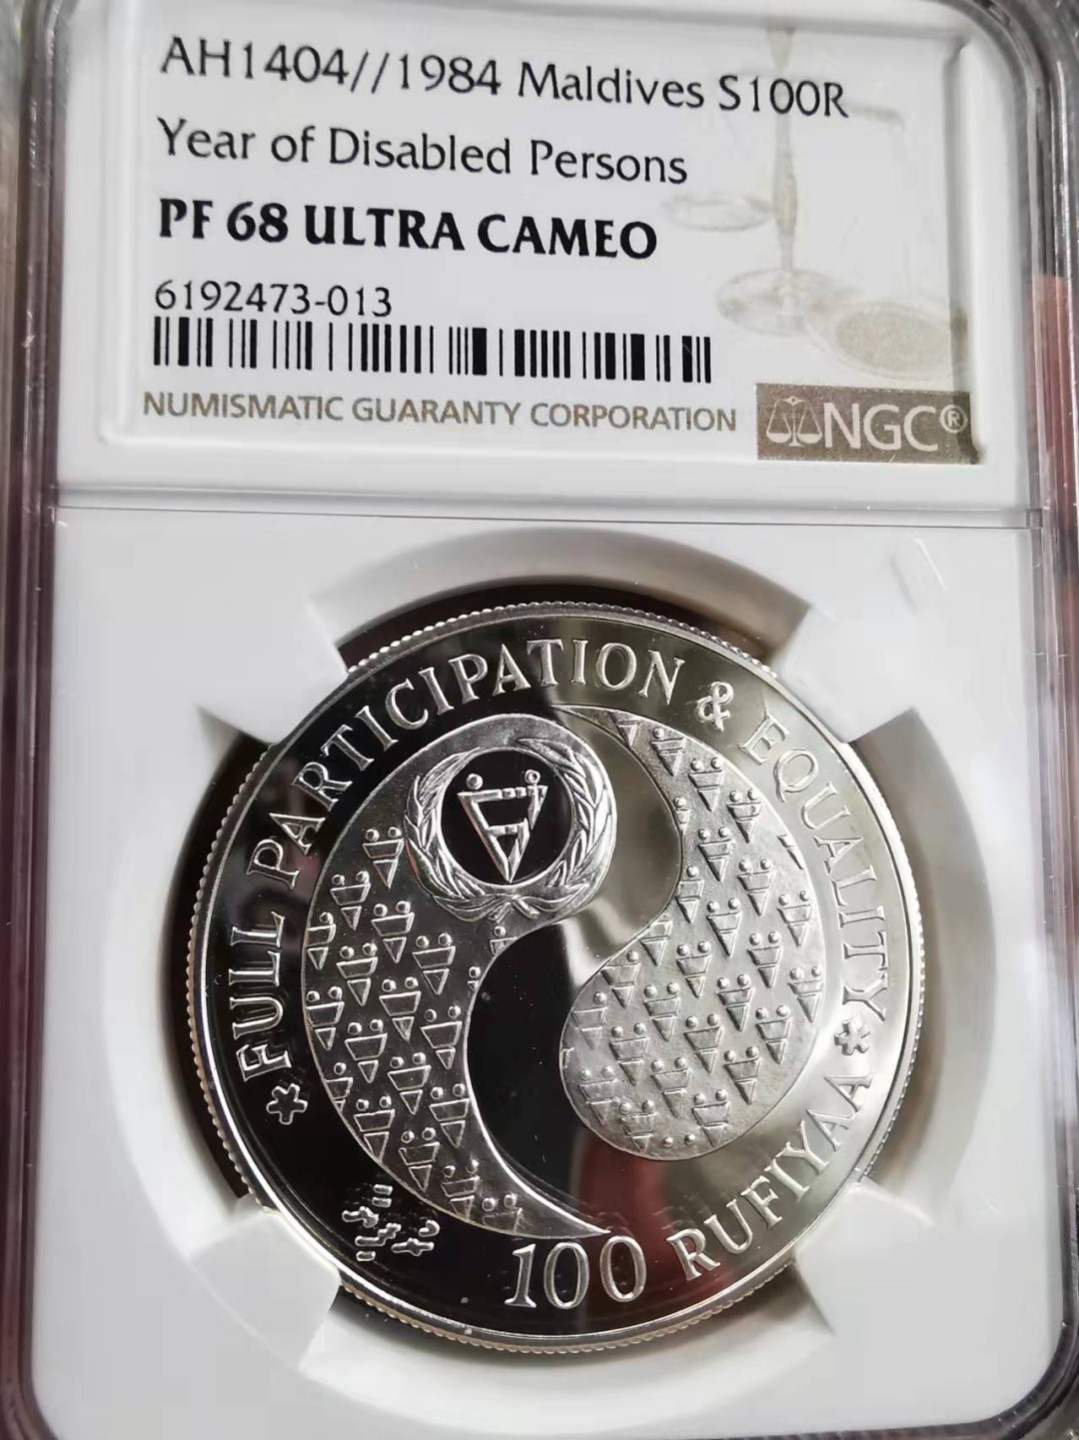 AH1404//1984 Maldives S100R
Year of Disabled Persons
PF 68 ULTRA CAMEO
6192473-013
NUMISMATIC GUARANTY CORPORATION
NGC®
FULL PARTICIPATION & EQUALITY
100 RUFIYAA